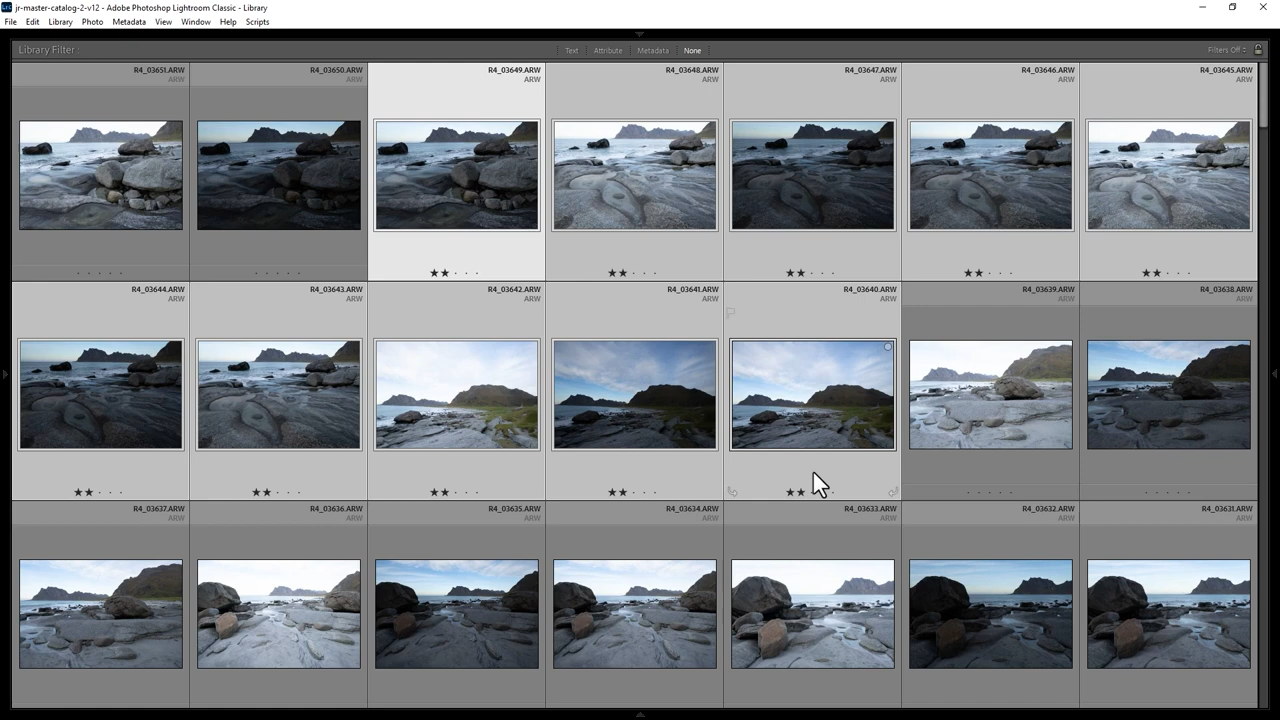 Lrc jr-master-catalog-2-v12 - Adobe Photoshop Lightroom Classic - Library
File Edit Library Photo Metadata View Window Help Scripts
Library Filter : Text Attribute Metadata None Filters Off
R4_03651.ARW R4_03650.ARW R4_03649.ARW R4_03648.ARW R4_03647.ARW R4_03646.ARW R4_03645.ARW
ARW ARW ARW ARW ARW ARW ARW
R4_03644.ARW R4_03643.ARW R4_03642.ARW R4_03641.ARW R4_03640.ARW R4_03639.ARW R4_03638.ARW
ARW ARW ARW ARW ARW ARW ARW
R4_03637.ARW R4_03636.ARW R4_03635.ARW R4_03634.ARW R4_03633.ARW R4_03632.ARW R4_03631.ARW
ARW ARW ARW ARW ARW ARW ARW